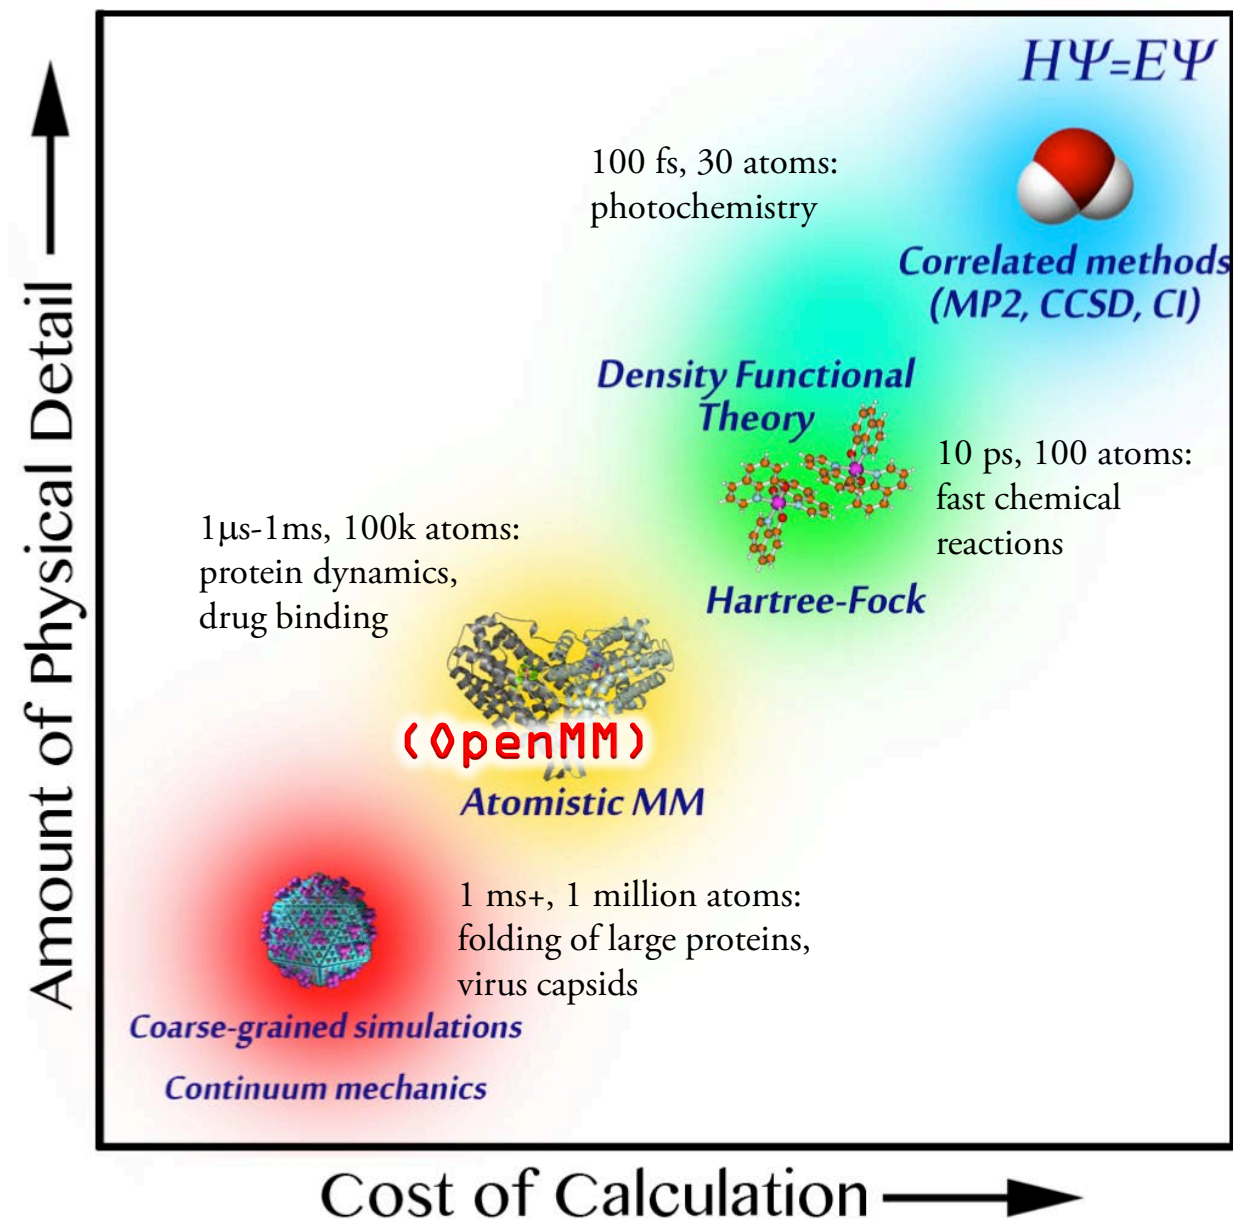 Amount of Physical Detail
HΨ=EΨ
100 fs, 30 atoms:
photochemistry
Correlated methods
(MP2, CCSD, CI)
Density Functional
Theory
10 ps, 100 atoms:
fast chemical
reactions
Hartree-Fock
1μs-1ms, 100k atoms:
protein dynamics,
drug binding
(OpenMM)
Atomistic MM
1 ms+, 1 million atoms:
folding of large proteins,
virus capsids
Coarse-grained simulations
Continuum mechanics
Cost of Calculation